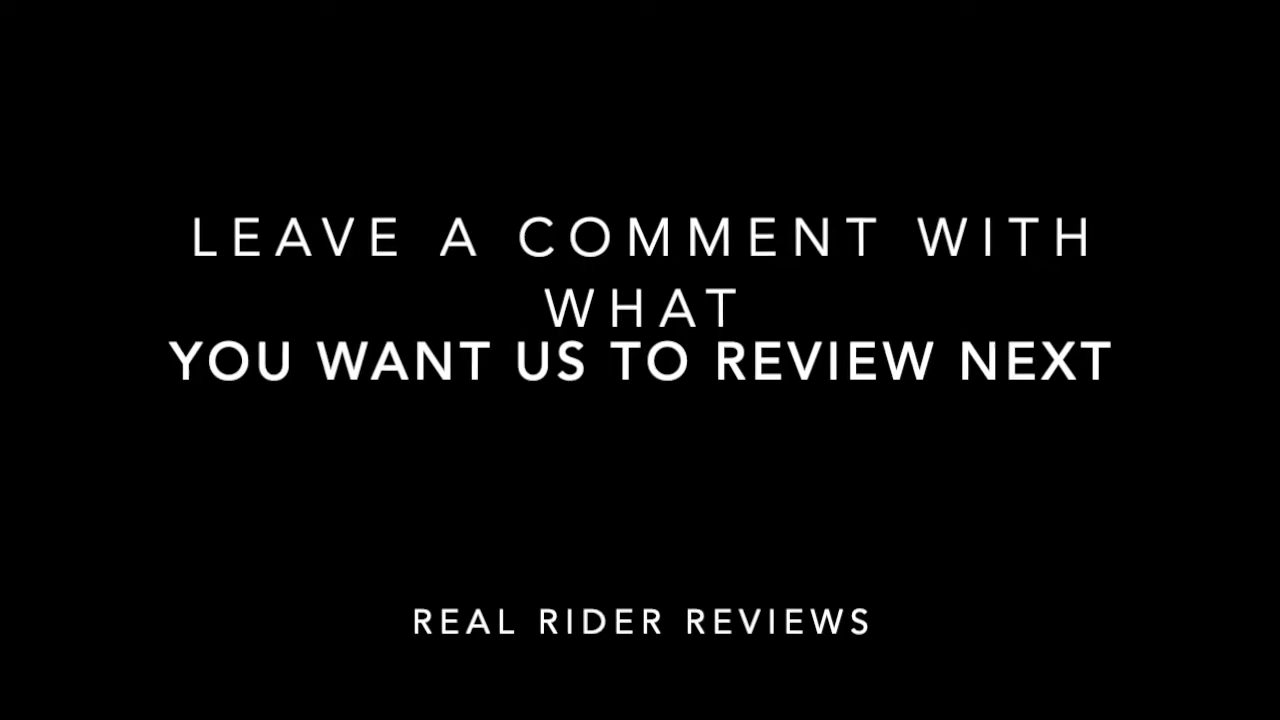 LEAVE A COMMENT WITH
WHAT
YOU WANT US TO REVIEW NEXT
REAL RIDER REVIEWS